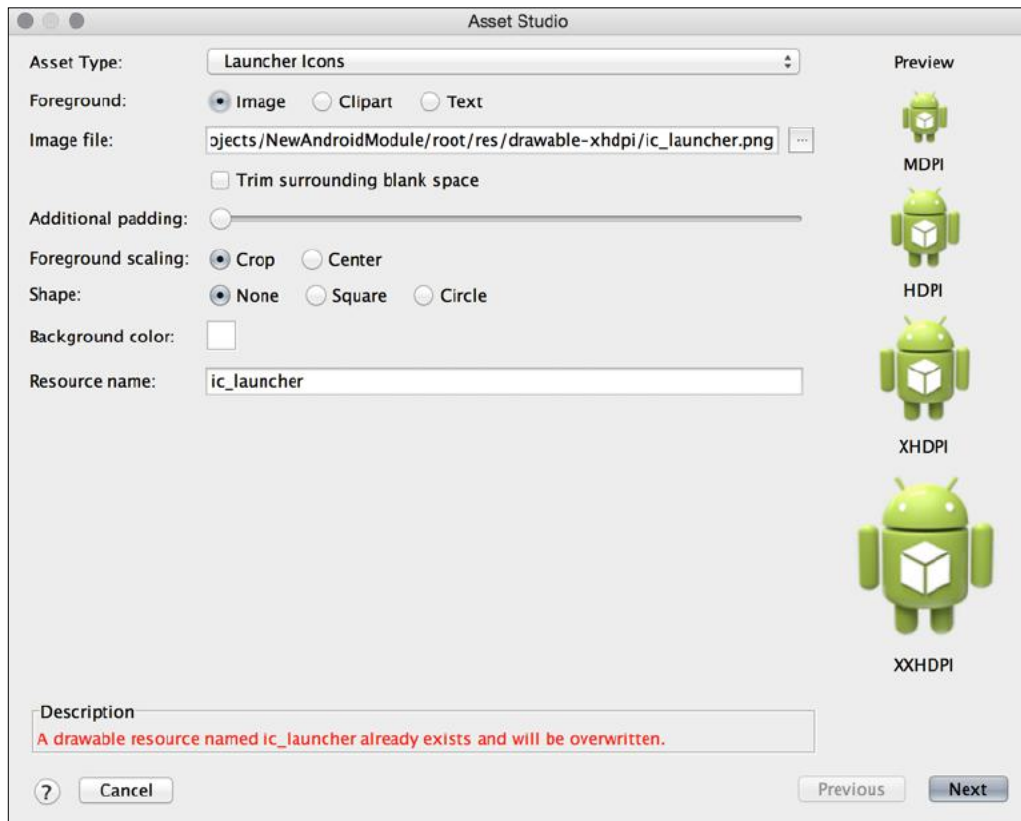 Asset Studio
Asset Type: Launcher Icons
Preview
Foreground: Image Clipart Text
Image file: ojects/NewAndroidModule/root/res/drawable-xhdpi/ic_launcher.png ...
MDPI
Trim surrounding blank space
Additional padding:
Foreground scaling: Crop Center
HDPI
Shape: None Square Circle
Background color:
Resource name: ic_launcher
XHDPI
XXHDPI
Description
A drawable resource named ic_launcher already exists and will be overwritten.
? Cancel Previous Next